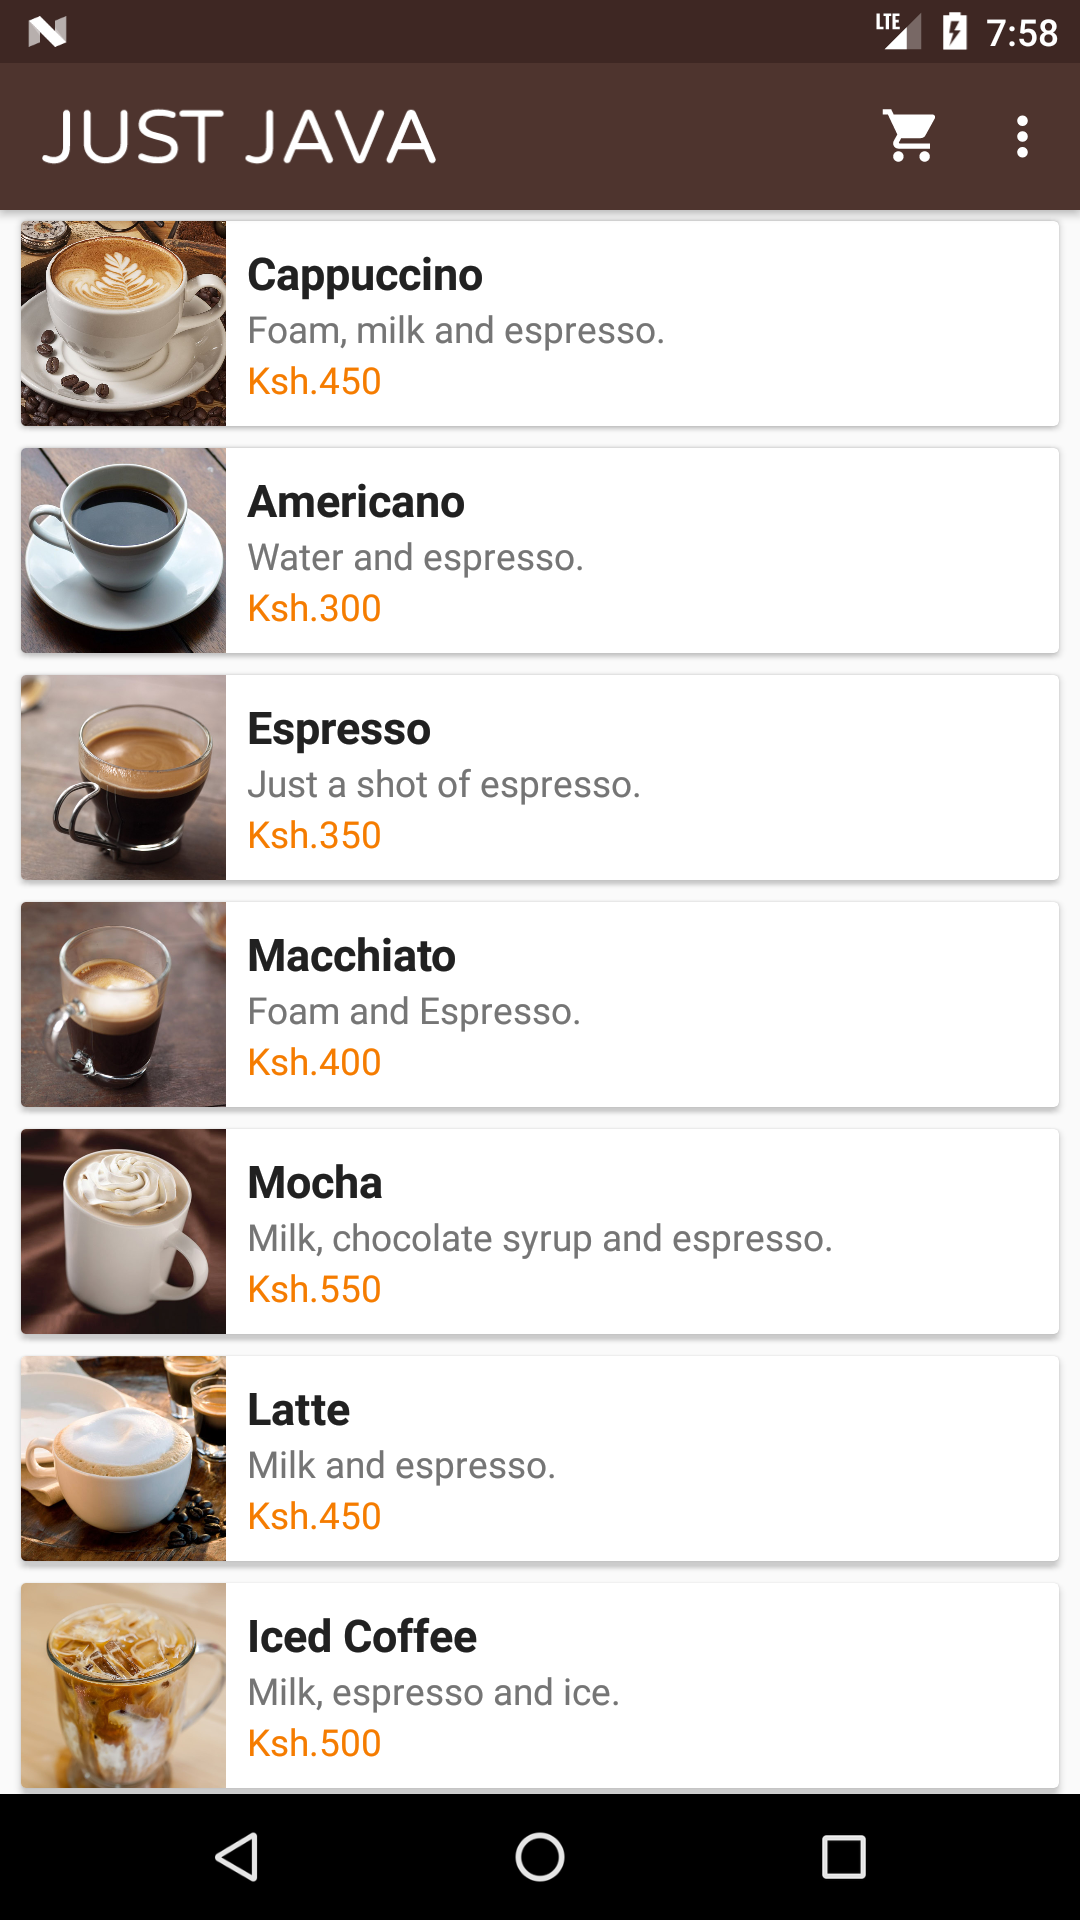 LTE 7:58
JUST JAVA
Cappuccino
Foam, milk and espresso.
Ksh.450
Americano
Water and espresso.
Ksh.300
Espresso
Just a shot of espresso.
Ksh.350
Macchiato
Foam and Espresso.
Ksh.400
Mocha
Milk, chocolate syrup and espresso.
Ksh.550
Latte
Milk and espresso.
Ksh.450
Iced Coffee
Milk, espresso and ice.
Ksh.500